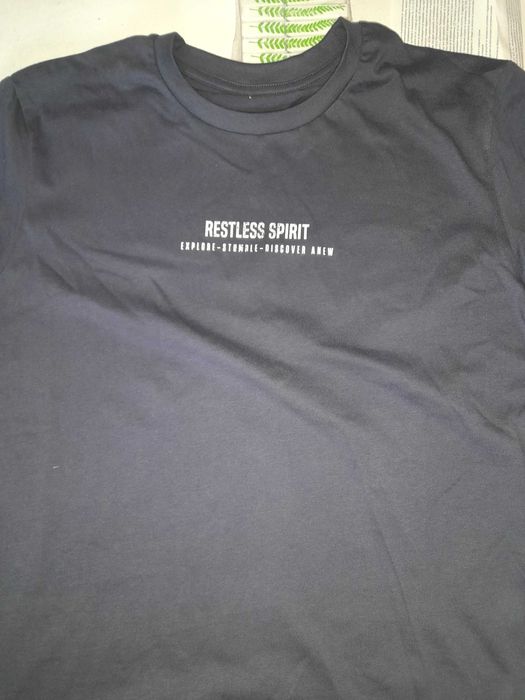 RESTLESS SPIRIT
EXPLORE-STUMBLE-DISCOVER ANEW